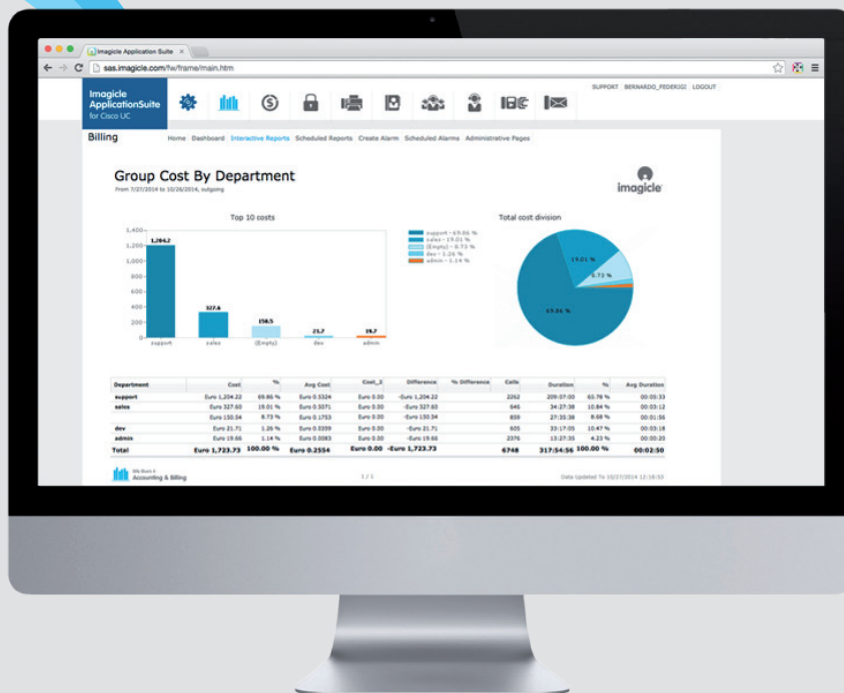 Imagicle Application Suite ×
sas.imagicle.com/fw/frame/main.htm
SUPPORT BERNARDO_FEDERIGI LOGOUT
Imagicle
ApplicationSuite
for Cisco UC
Billing
Home Dashboard Interactive Reports Scheduled Reports Create Alarm Scheduled Alarms Administrative Pages
Group Cost By Department
From 7/27/2014 to 10/26/2014, outgoing
imagicle
Top 10 costs
1,400
1,200
1,000
800
600
400
200
0
1,204.2
327.6
150.5
21.7
19.7
support sales (Empty) dev admin
support - 69.86 %
sales - 19.01 %
(Empty) - 8.73 %
dev - 1.26 %
admin - 1.14 %
Total cost division
19.01 %
8.73 %
69.86 %
Department Cost % Avg Cost Cost_2 Difference % Difference Calls Duration % Avg Duration
support Euro 1,204.22 69.86 % Euro 0.5324 Euro 0.00 -Euro 1,204.22 2262 209:07:00 65.78 % 00:05:33
sales Euro 327.60 19.01 % Euro 0.5071 Euro 0.00 -Euro 327.60 646 34:27:38 10.84 % 00:03:12
Euro 150.54 8.73 % Euro 0.1753 Euro 0.00 -Euro 150.54 859 27:35:38 8.68 % 00:01:56
dev Euro 21.71 1.26 % Euro 0.0359 Euro 0.00 -Euro 21.71 605 33:17:05 10.47 % 00:03:18
admin Euro 19.66 1.14 % Euro 0.0083 Euro 0.00 -Euro 19.66 2376 13:27:35 4.23 % 00:00:20
Total Euro 1,723.73 100.00 % Euro 0.2554 Euro 0.00 -Euro 1,723.73 6748 317:54:56 100.00 % 00:02:50
Accounting & Billing
1 / 1
Data Updated To 10/27/2014